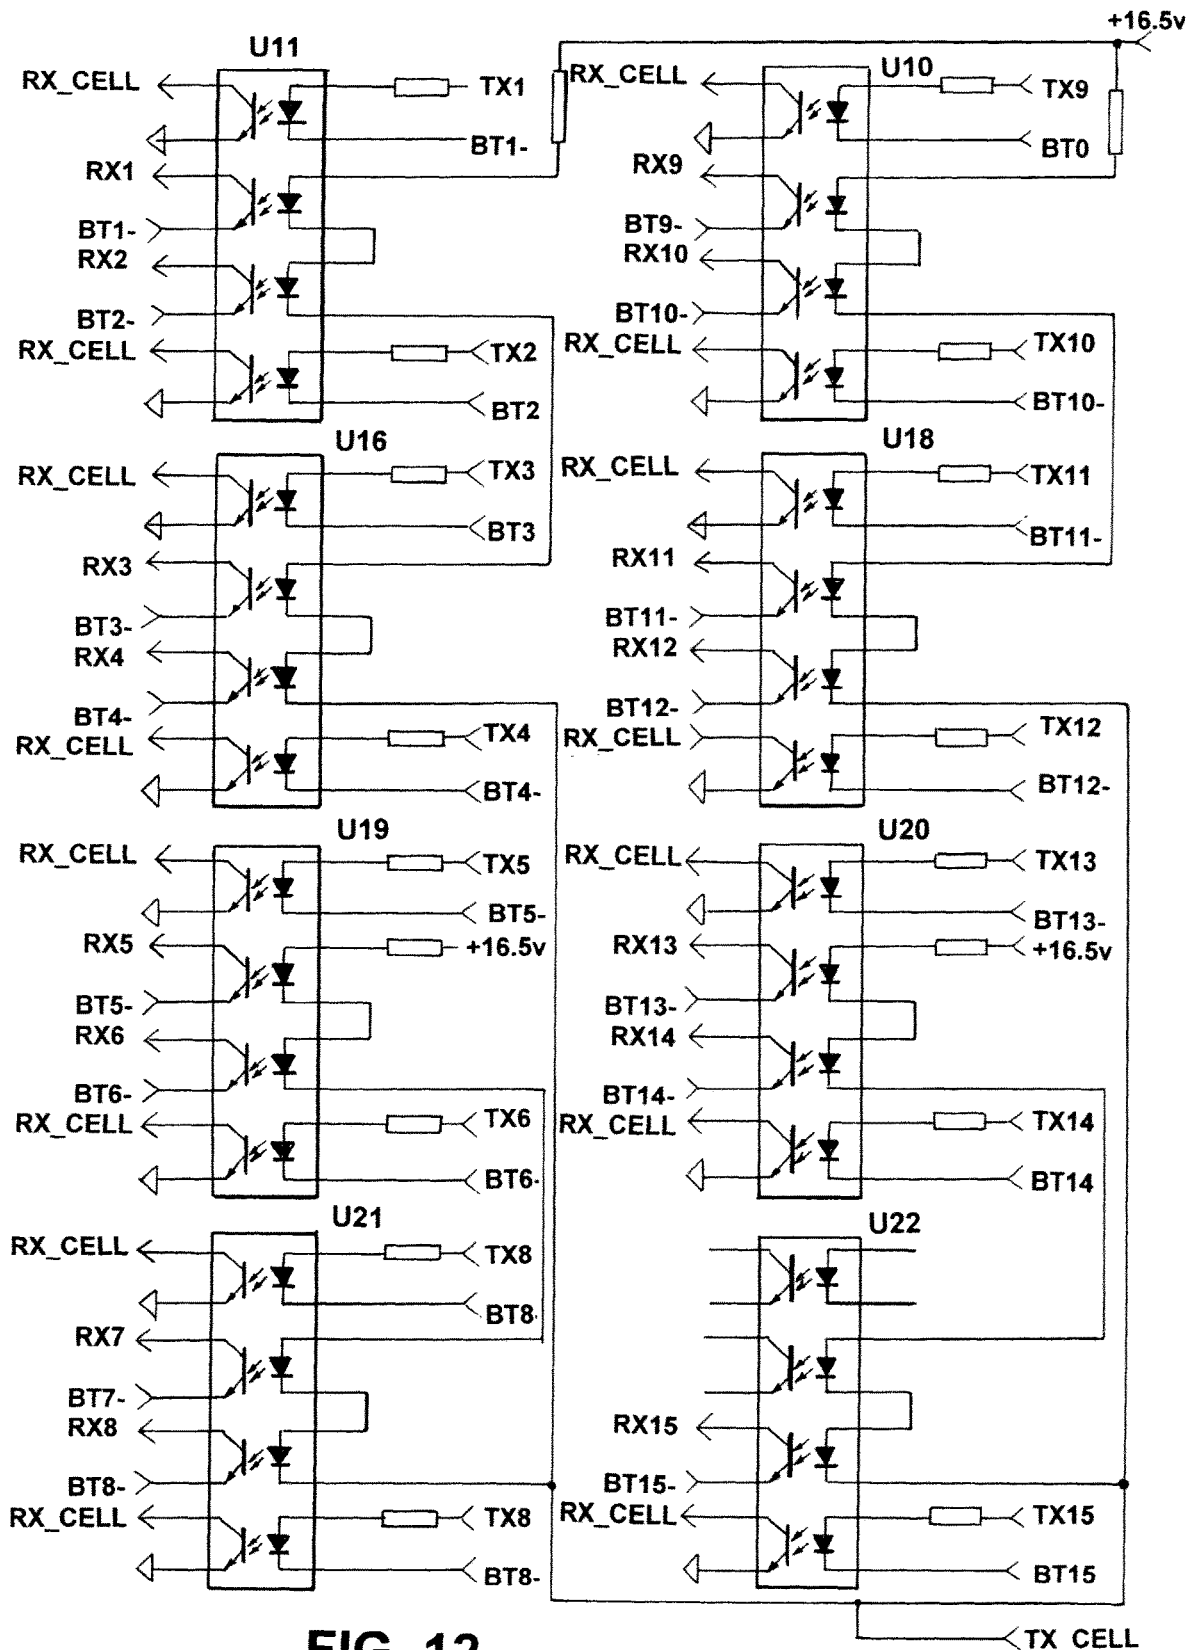 +16.5v
U11
RX_CELL
TX1
BT1-
RX1
BT1-
RX2
BT2-
RX_CELL
TX2
BT2
U10
RX_CELL
TX9
BT0
RX9
BT9-
RX10
BT10-
RX_CELL
TX10
BT10-
U16
RX_CELL
TX3
BT3
RX3
BT3-
RX4
BT4-
RX_CELL
TX4
BT4-
U18
RX_CELL
TX11
BT11-
RX11
BT11-
RX12
BT12-
RX_CELL
TX12
BT12-
U19
RX_CELL
TX5
BT5-
RX5
+16.5v
BT5-
RX6
BT6-
RX_CELL
TX6
BT6-
U20
RX_CELL
TX13
BT13-
RX13
+16.5v
BT13-
RX14
BT14-
RX_CELL
TX14
BT14
U21
RX_CELL
TX8
BT8-
RX7
BT7-
RX8
BT8-
RX_CELL
TX8
BT8-
U22
RX15
BT15-
RX_CELL
TX15
BT15
TX CELL
FIG. 12